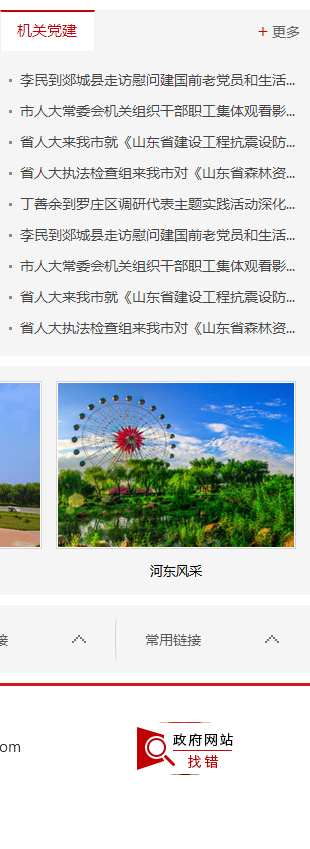 机关党建
+ 更多
李民到郯城县走访慰问建国前老党员和生活...
市人大常委会机关组织干部职工集体观看影...
省人大来我市就《山东省建设工程抗震设防...
省人大执法检查组来我市对《山东省森林资...
丁善余到罗庄区调研代表主题实践活动深化...
李民到郯城县走访慰问建国前老党员和生活...
市人大常委会机关组织干部职工集体观看影...
省人大来我市就《山东省建设工程抗震设防...
省人大执法检查组来我市对《山东省森林资...
河东风采
接
常用链接
om
政府网站
找错